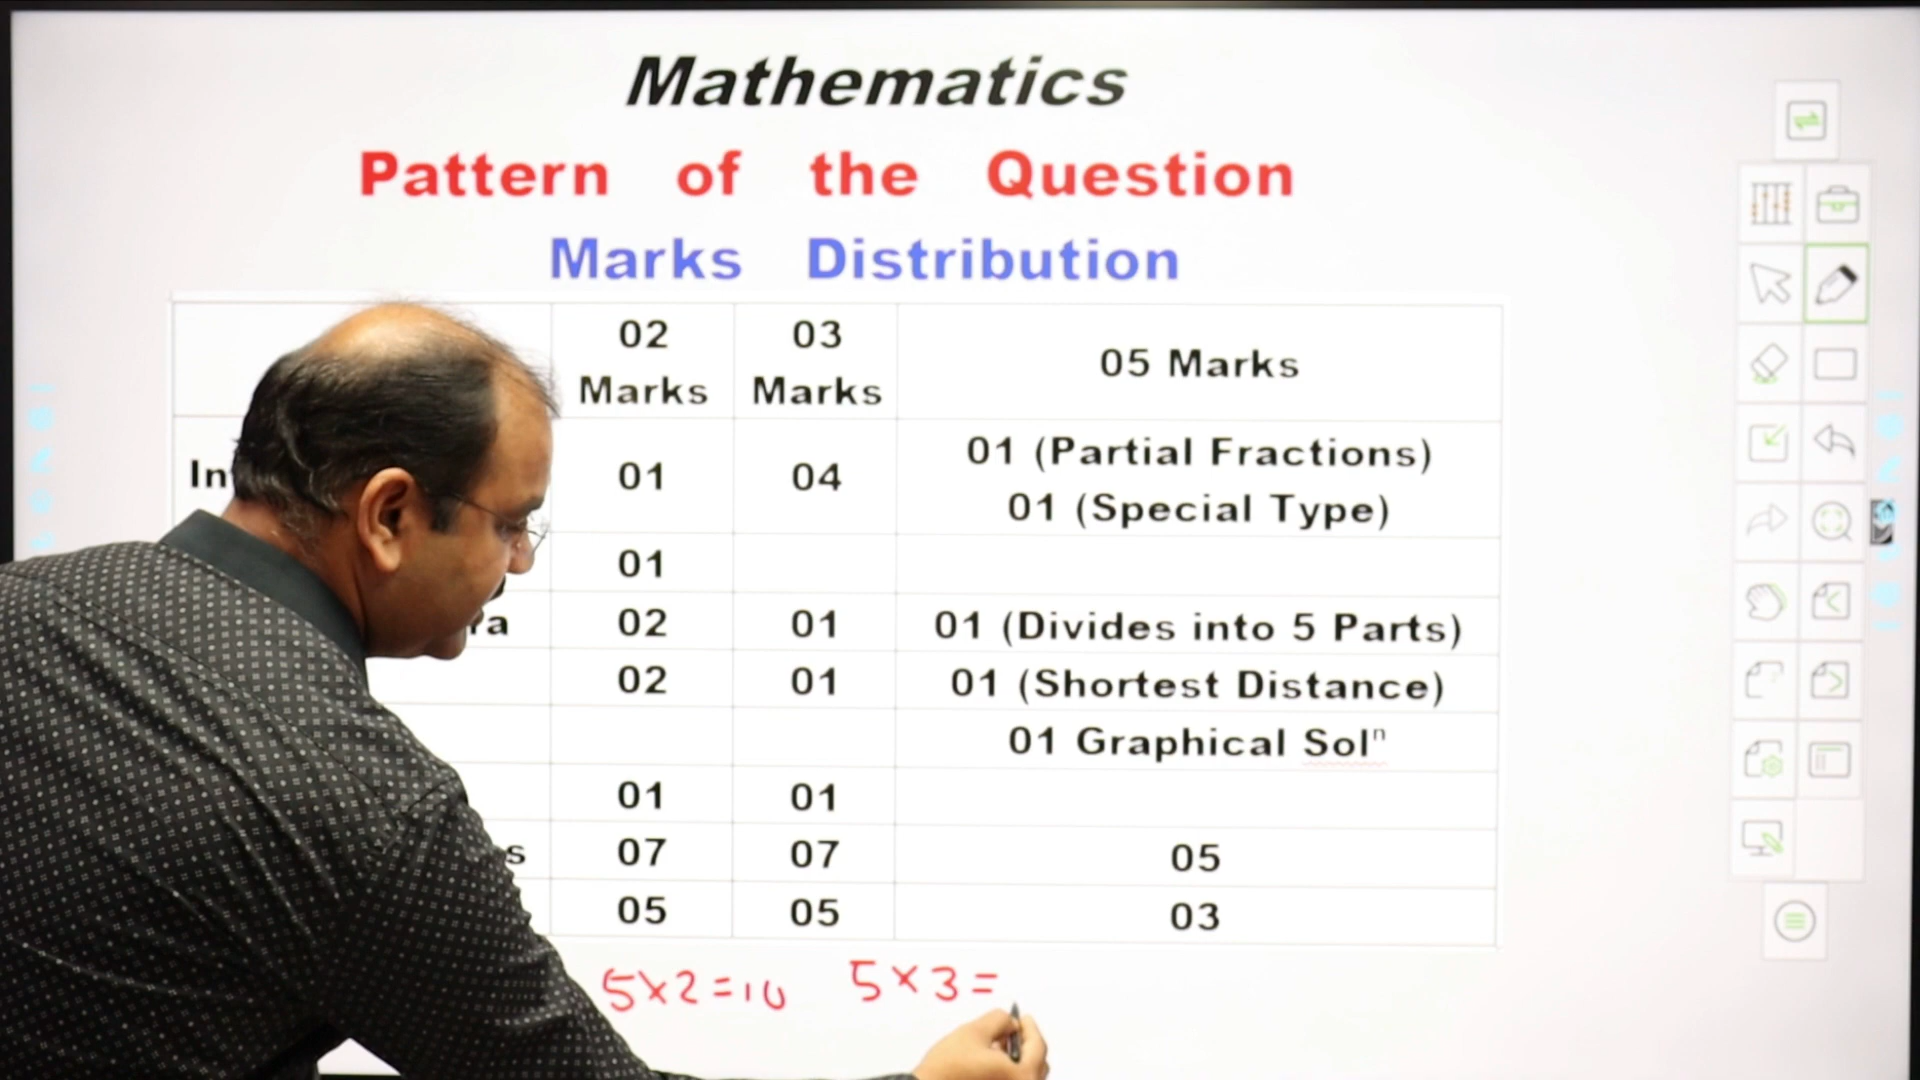 Mathematics
Pattern of the Question
Marks Distribution
02 Marks 03 Marks 05 Marks
01 04 01 (Partial Fractions)
01 (Special Type)
01
02 01 01 (Divides into 5 Parts)
02 01 01 (Shortest Distance)
01 Graphical Solⁿ
01 01
07 07 05
05 05 03
5×2=10 5×3=